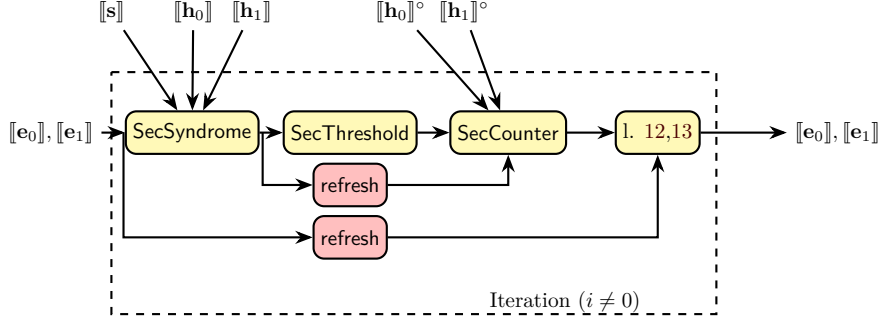 ⟦s⟧ ⟦h₀⟧ ⟦h₁⟧ ⟦h₀⟧° ⟦h₁⟧°
⟦e₀⟧, ⟦e₁⟧ SecSyndrome SecThreshold SecCounter l. 12,13 ⟦e₀⟧, ⟦e₁⟧
refresh
refresh
Iteration (i ≠ 0)